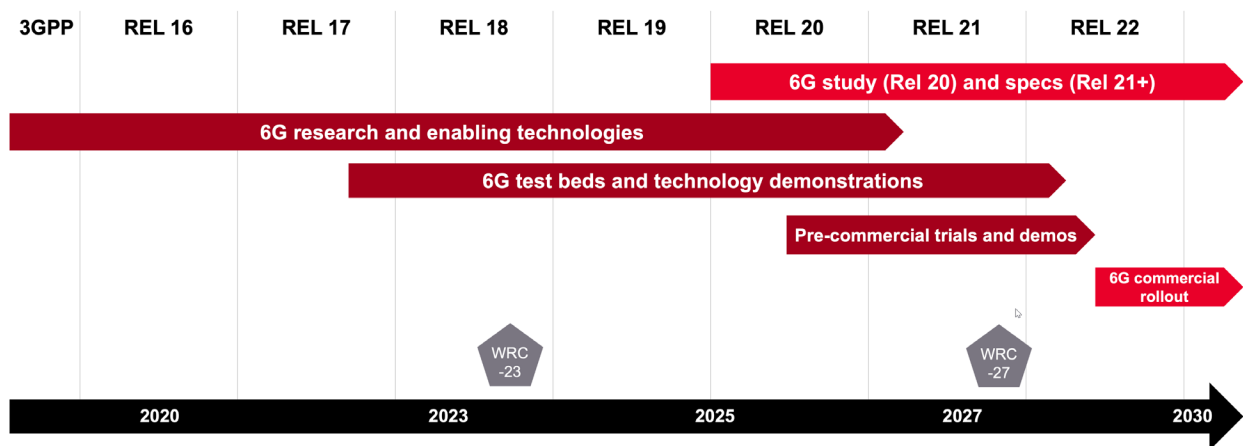 3GPP REL 16 REL 17 REL 18 REL 19 REL 20 REL 21 REL 22
6G study (Rel 20) and specs (Rel 21+)
6G research and enabling technologies
6G test beds and technology demonstrations
Pre-commercial trials and demos
6G commercial
rollout
WRC
-23
WRC
-27
2020 2023 2025 2027 2030